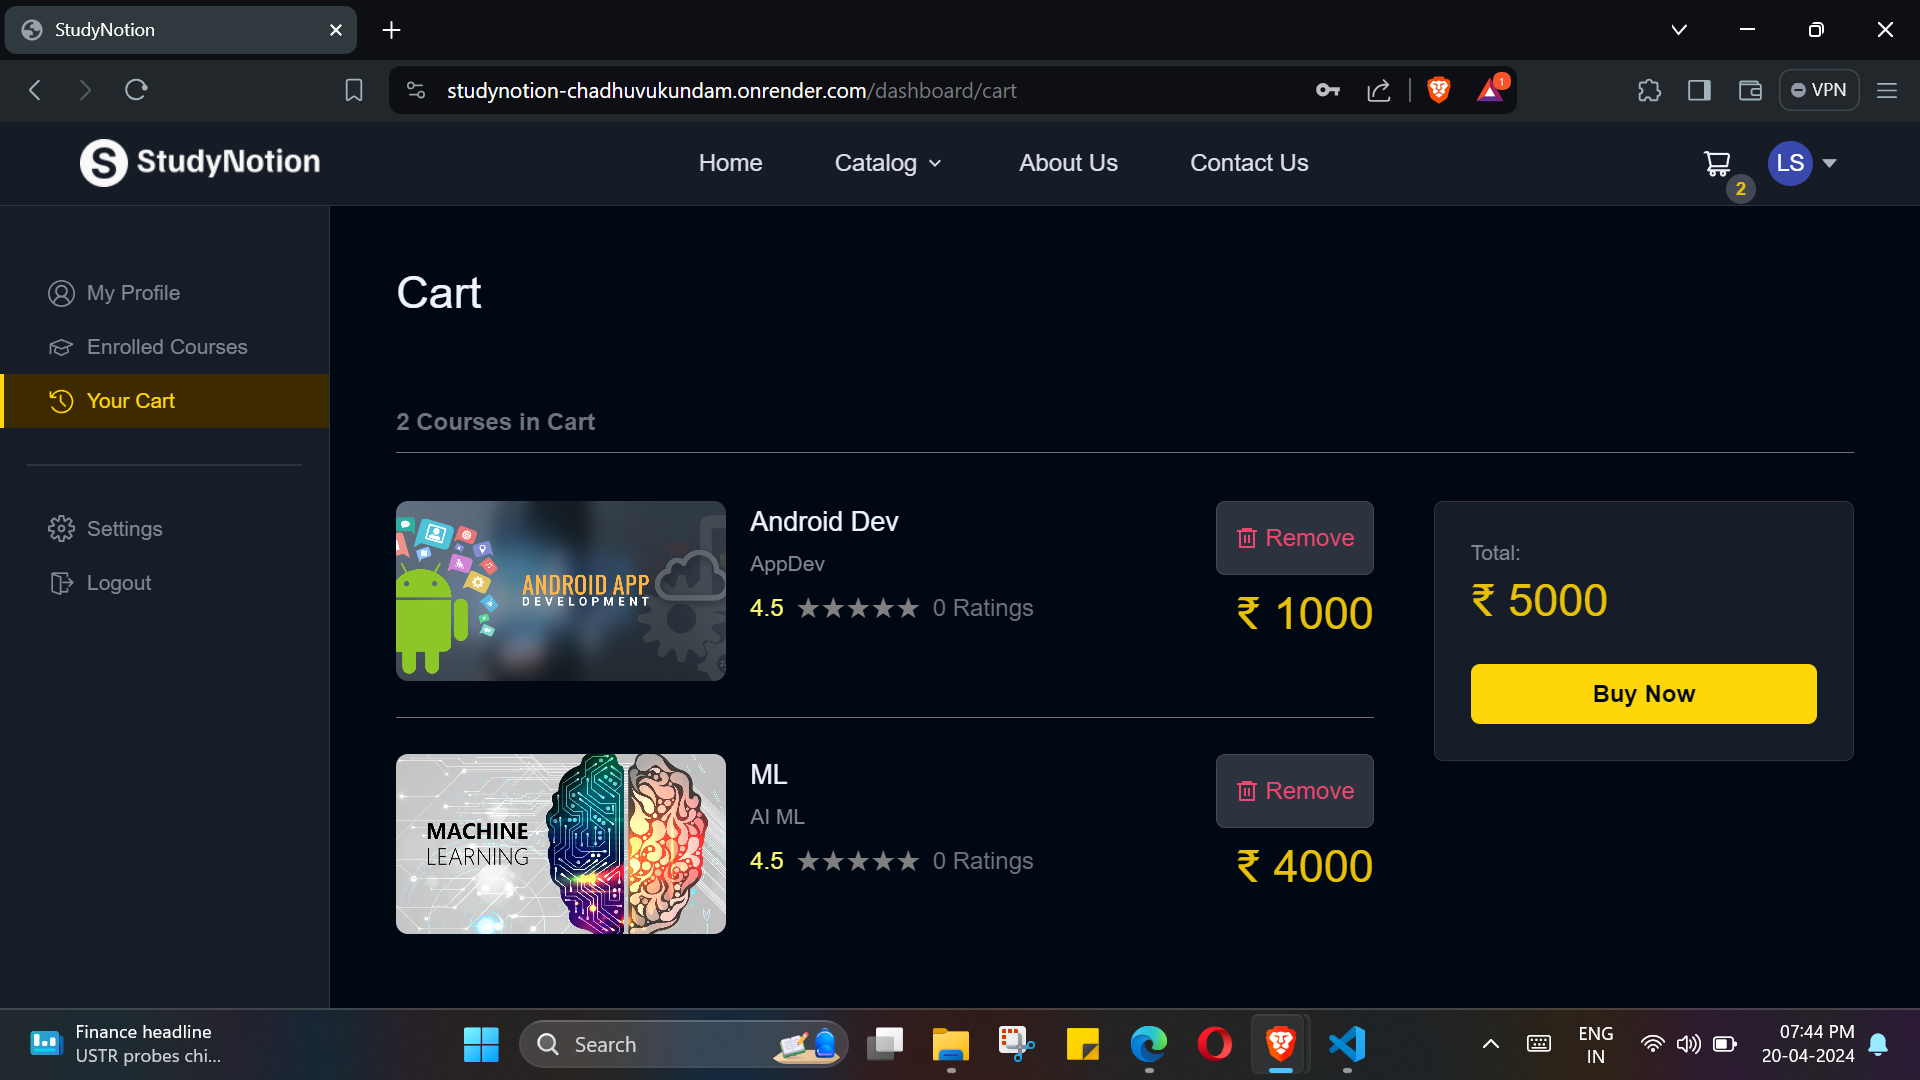 StudyNotion
studynotion-chadhuvukundam.onrender.com/dashboard/cart
1
VPN
S StudyNotion
Home
Catalog
About Us
Contact Us
2
LS
My Profile
Enrolled Courses
Your Cart
Settings
Logout
Cart
2 Courses in Cart
ANDROID APP
DEVELOPMENT
Android Dev
AppDev
4.5 ★★★★★ 0 Ratings
Remove
₹ 1000
MACHINE
LEARNING
ML
AI ML
4.5 ★★★★★ 0 Ratings
Remove
₹ 4000
Total:
₹ 5000
Buy Now
Finance headline
USTR probes chi...
Search
ENG
IN
07:44 PM
20-04-2024